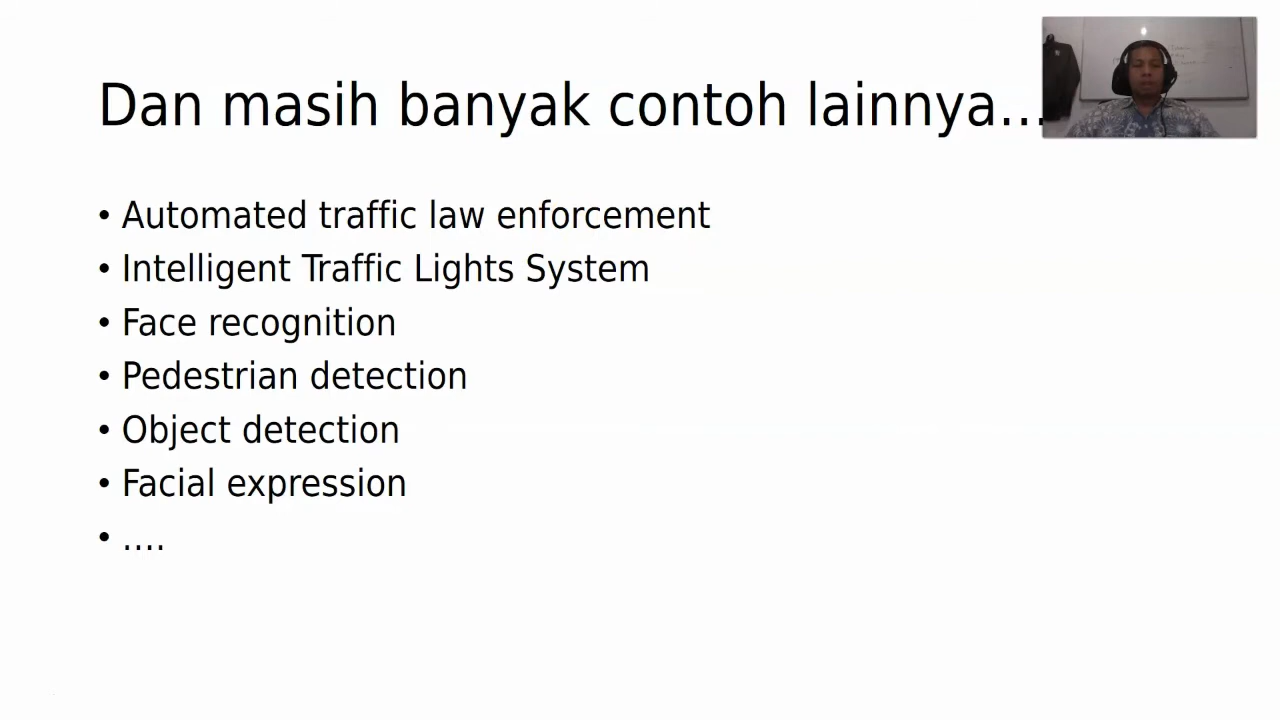 Dan masih banyak contoh lainnya...
• Automated traffic law enforcement
• Intelligent Traffic Lights System
• Face recognition
• Pedestrian detection
• Object detection
• Facial expression
• ....